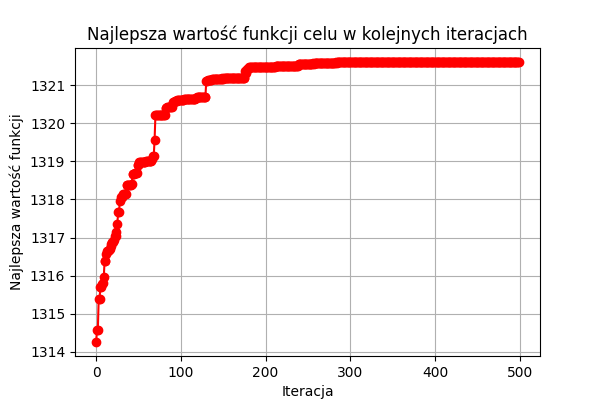 Najlepsza wartość funkcji celu w kolejnych iteracjach
Najlepsza wartość funkcji
1321
1320
1319
1318
1317
1316
1315
1314
0 100 200 300 400 500
Iteracja